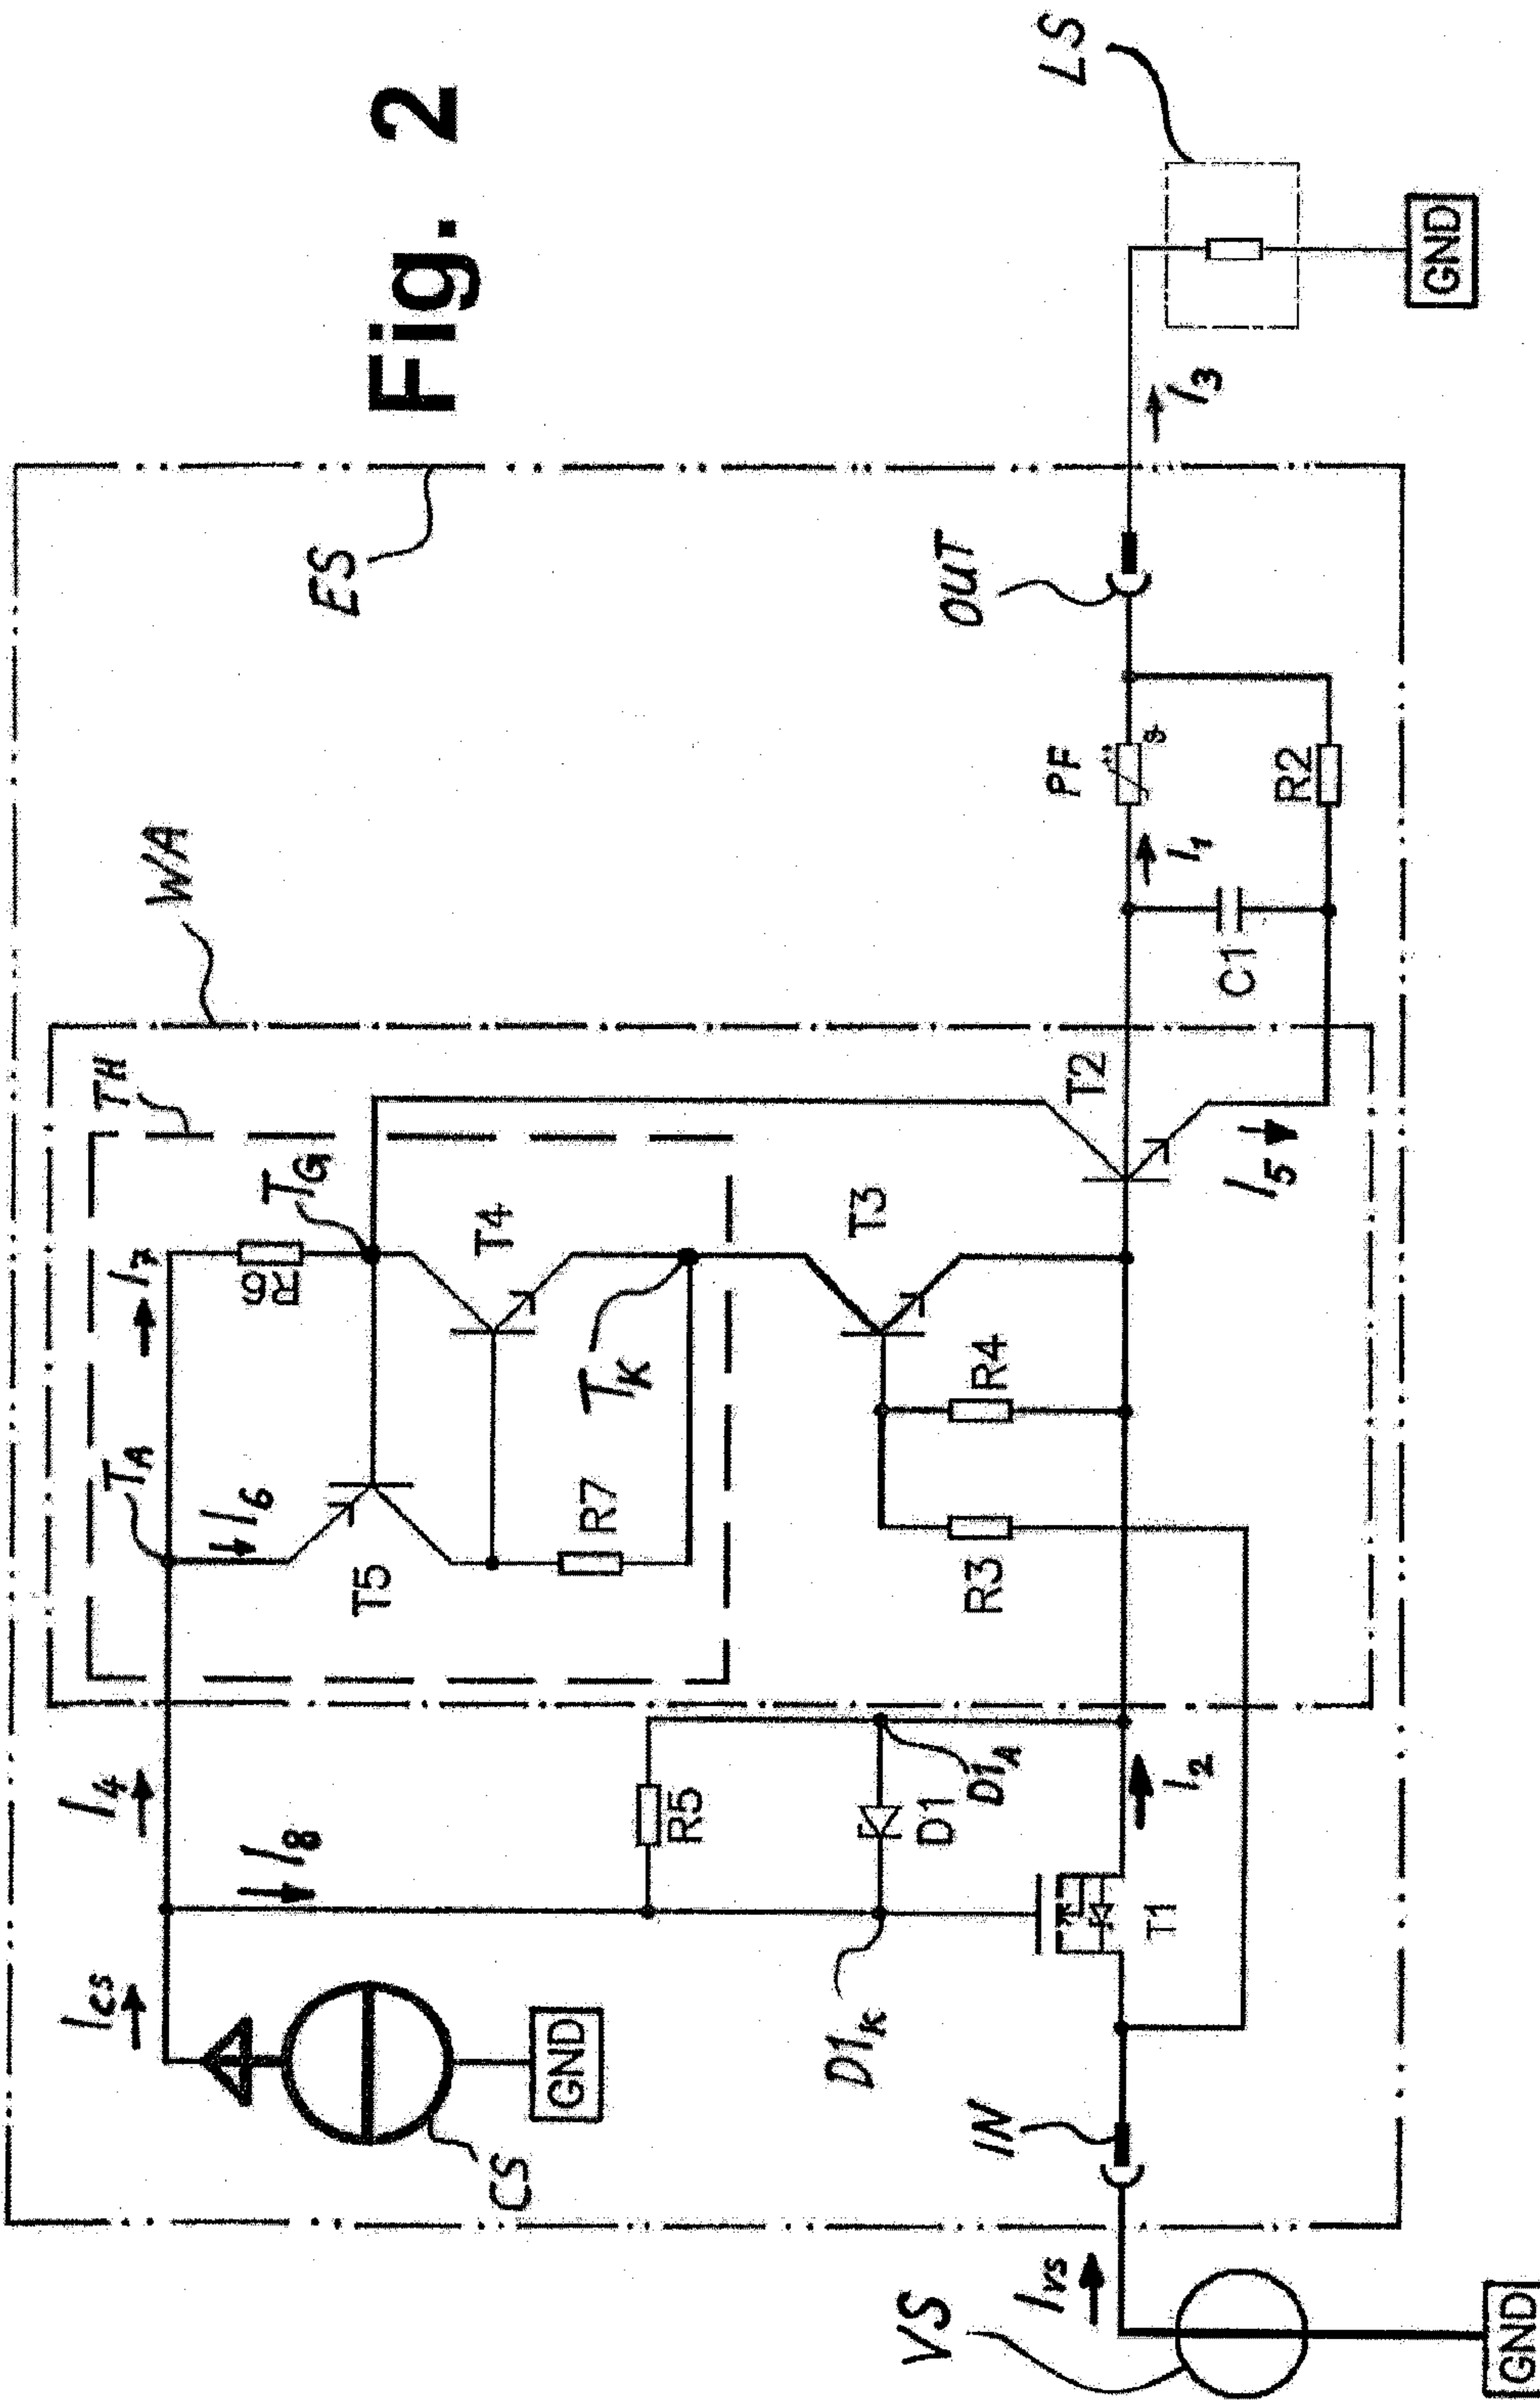 Fig. 2
ES
WA
TH
I4
ICS
I8
CS
GND
TA
I6
I7
R6
TG
T5
T4
R7
TK
T3
R3
R4
R5
D1
D1A
D1K
T1
I2
IN
VS
IVS
GND
T2
I5
C1
I1
PF
ϑ
R2
OUT
I3
LS
GND